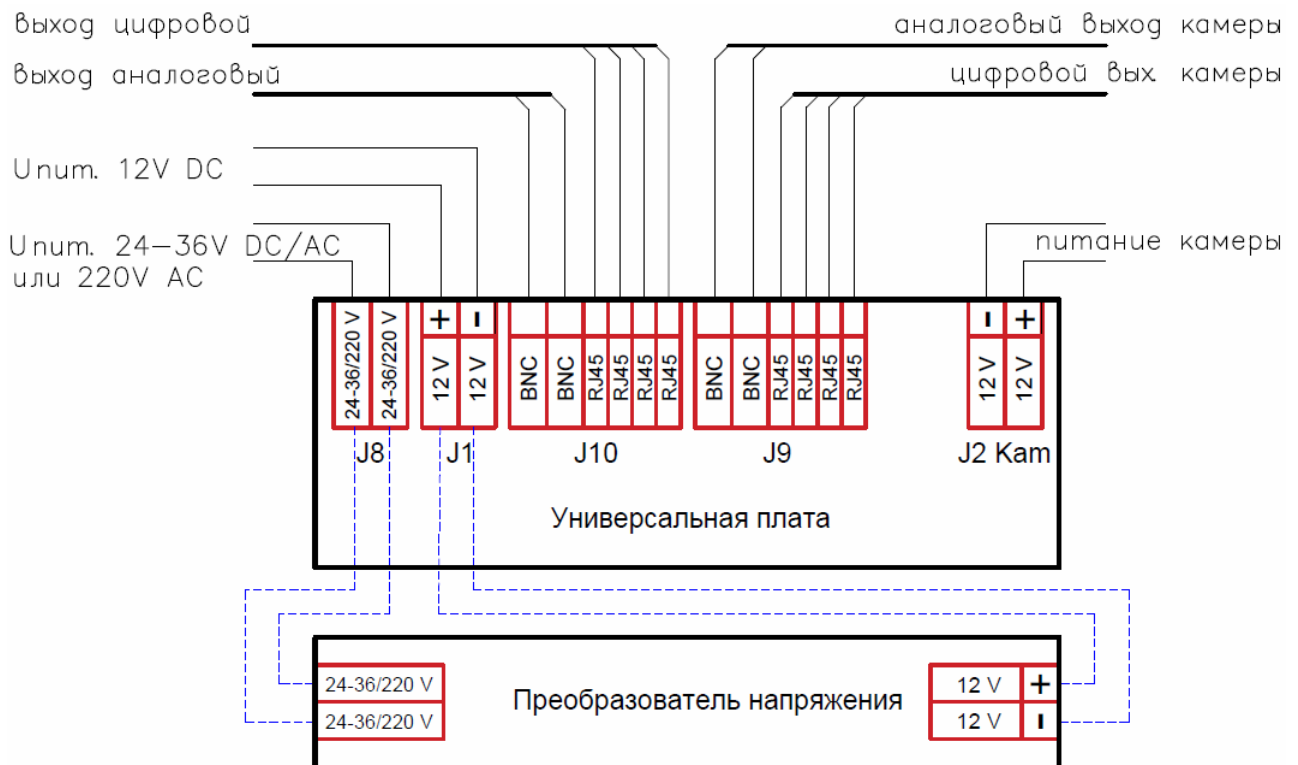 выход цифровой
аналоговый выход камеры
выход аналоговый
цифровой вых. камеры
Uпит. 12V DC
Uпит. 24-36V DC/AC
или 220V AC
питание камеры
24-36/220 V
24-36/220 V
+
-
12 V
12 V
BNC
BNC
RJ45
RJ45
RJ45
RJ45
BNC
BNC
RJ45
RJ45
RJ45
RJ45
-
+
12 V
12 V
J8
J1
J10
J9
J2 Kam
Универсальная плата
24-36/220 V
24-36/220 V
Преобразователь напряжения
12 V +
12 V -